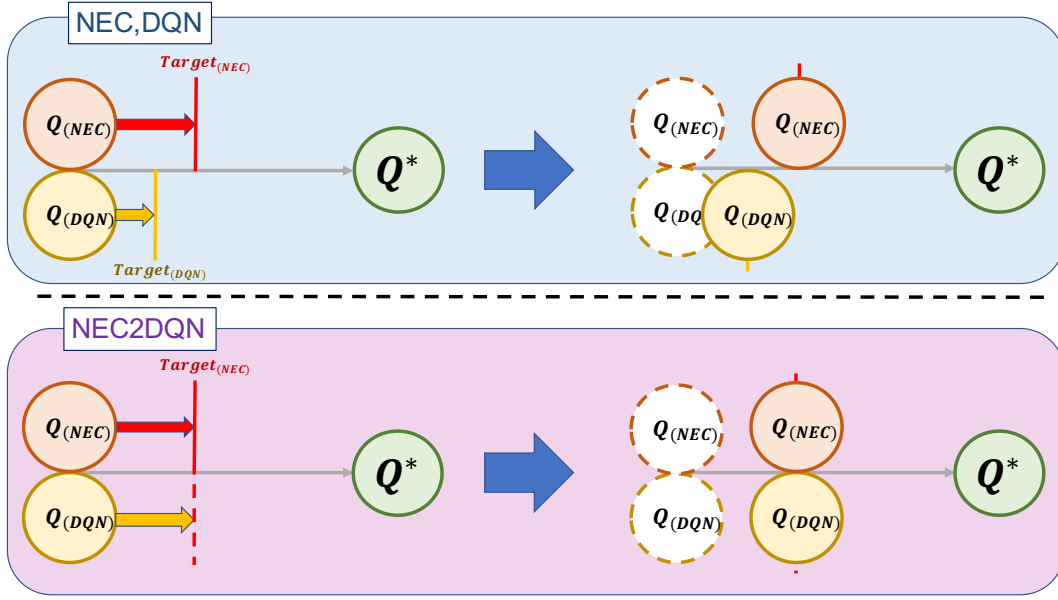 NEC,DQN
Target(NEC)
Q(NEC)
Q(DQN)
Target(DQN)
Q*
Q(NEC)
Q(NEC)
Q(DQ
Q(DQN)
Q*
NEC2DQN
Target(NEC)
Q(NEC)
Q(DQN)
Q*
Q(NEC)
Q(NEC)
Q(DQN)
Q(DQN)
Q*